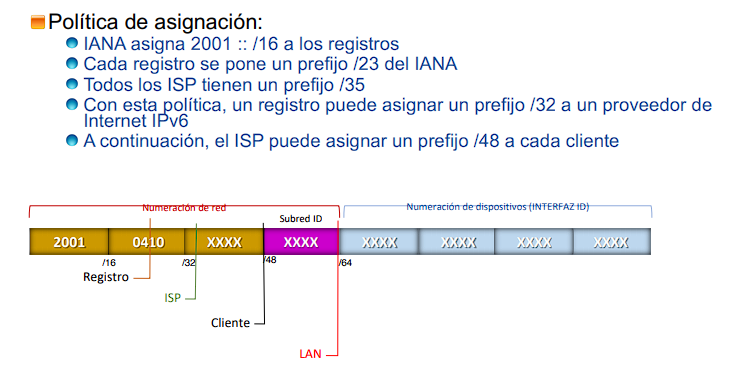 Política de asignación:
IANA asigna 2001 :: /16 a los registros
Cada registro se pone un prefijo /23 del IANA
Todos los ISP tienen un prefijo /35
Con esta política, un registro puede asignar un prefijo /32 a un proveedor de
Internet IPv6
A continuación, el ISP puede asignar un prefijo /48 a cada cliente
Numeración de red
Numeración de dispositivos (INTERFAZ ID)
Subred ID
2001 0410 XXXX XXXX XXXX XXXX XXXX XXXX
/16 /32 /48 /64
Registro
ISP
Cliente
LAN